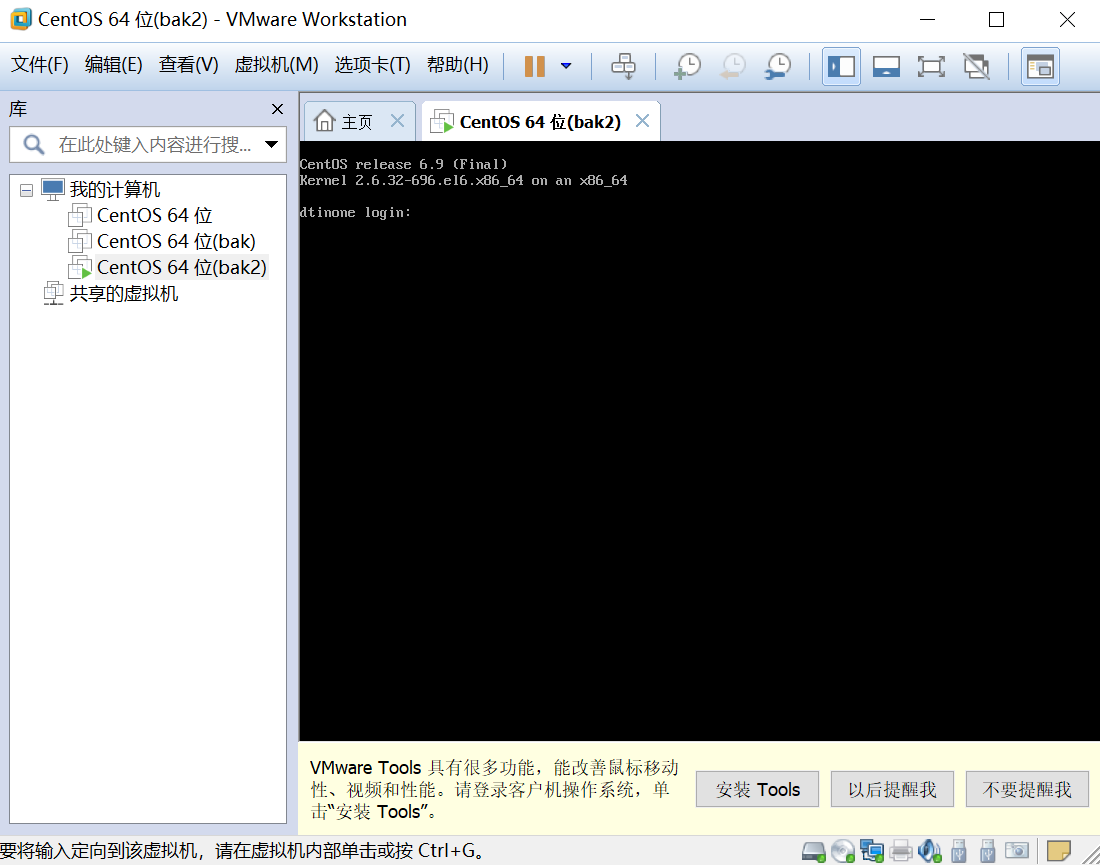 CentOS 64 位(bak2) - VMware Workstation
文件(F) 编辑(E) 查看(V) 虚拟机(M) 选项卡(T) 帮助(H)
库
在此处键入内容进行搜...
我的计算机
CentOS 64 位
CentOS 64 位(bak)
CentOS 64 位(bak2)
共享的虚拟机
主页 CentOS 64 位(bak2)
CentOS release 6.9 (Final)
Kernel 2.6.32-696.el6.x86_64 on an x86_64
dtinone login:
VMware Tools 具有很多功能，能改善鼠标移动
性、视频和性能。请登录客户机操作系统，单
击“安装 Tools”。
安装 Tools 以后提醒我 不要提醒我
要将输入定向到该虚拟机，请在虚拟机内部单击或按 Ctrl+G。